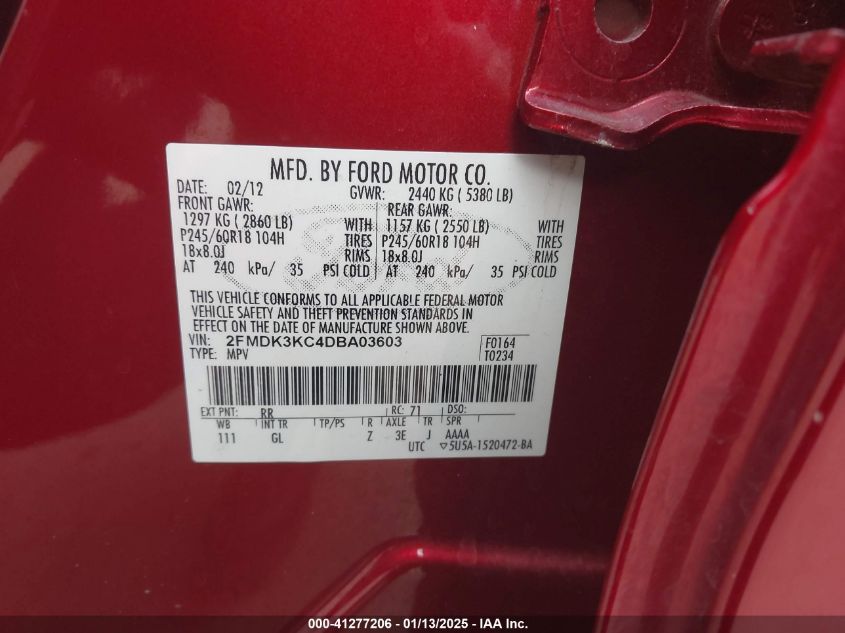 MFD. BY FORD MOTOR CO.
DATE: 02/12 GVWR: 2440 KG ( 5380 LB)
FRONT GAWR: REAR GAWR:
1297 KG ( 2860 LB) WITH 1157 KG ( 2550 LB) WITH
P245/60R18 104H TIRES P245/60R18 104H TIRES
18x8.0J RIMS 18x8.0J RIMS
AT 240 kPa/ 35 PSI COLD AT 240 kPa/ 35 PSI COLD
THIS VEHICLE CONFORMS TO ALL APPLICABLE FEDERAL MOTOR
VEHICLE SAFETY AND THEFT PREVENTION STANDARDS IN
EFFECT ON THE DATE OF MANUFACTURE SHOWN ABOVE.
VIN: 2FMDK3KC4DBA03603 F0164
TYPE: MPV T0234
EXT PNT: RR RC: 71 DSO:
WB INT TR TP/PS R AXLE TR SPR
111 GL Z 3E J AAAA
UTC ▽5U5A-1520472-BA
000-41277206 - 01/13/2025 - IAA Inc.